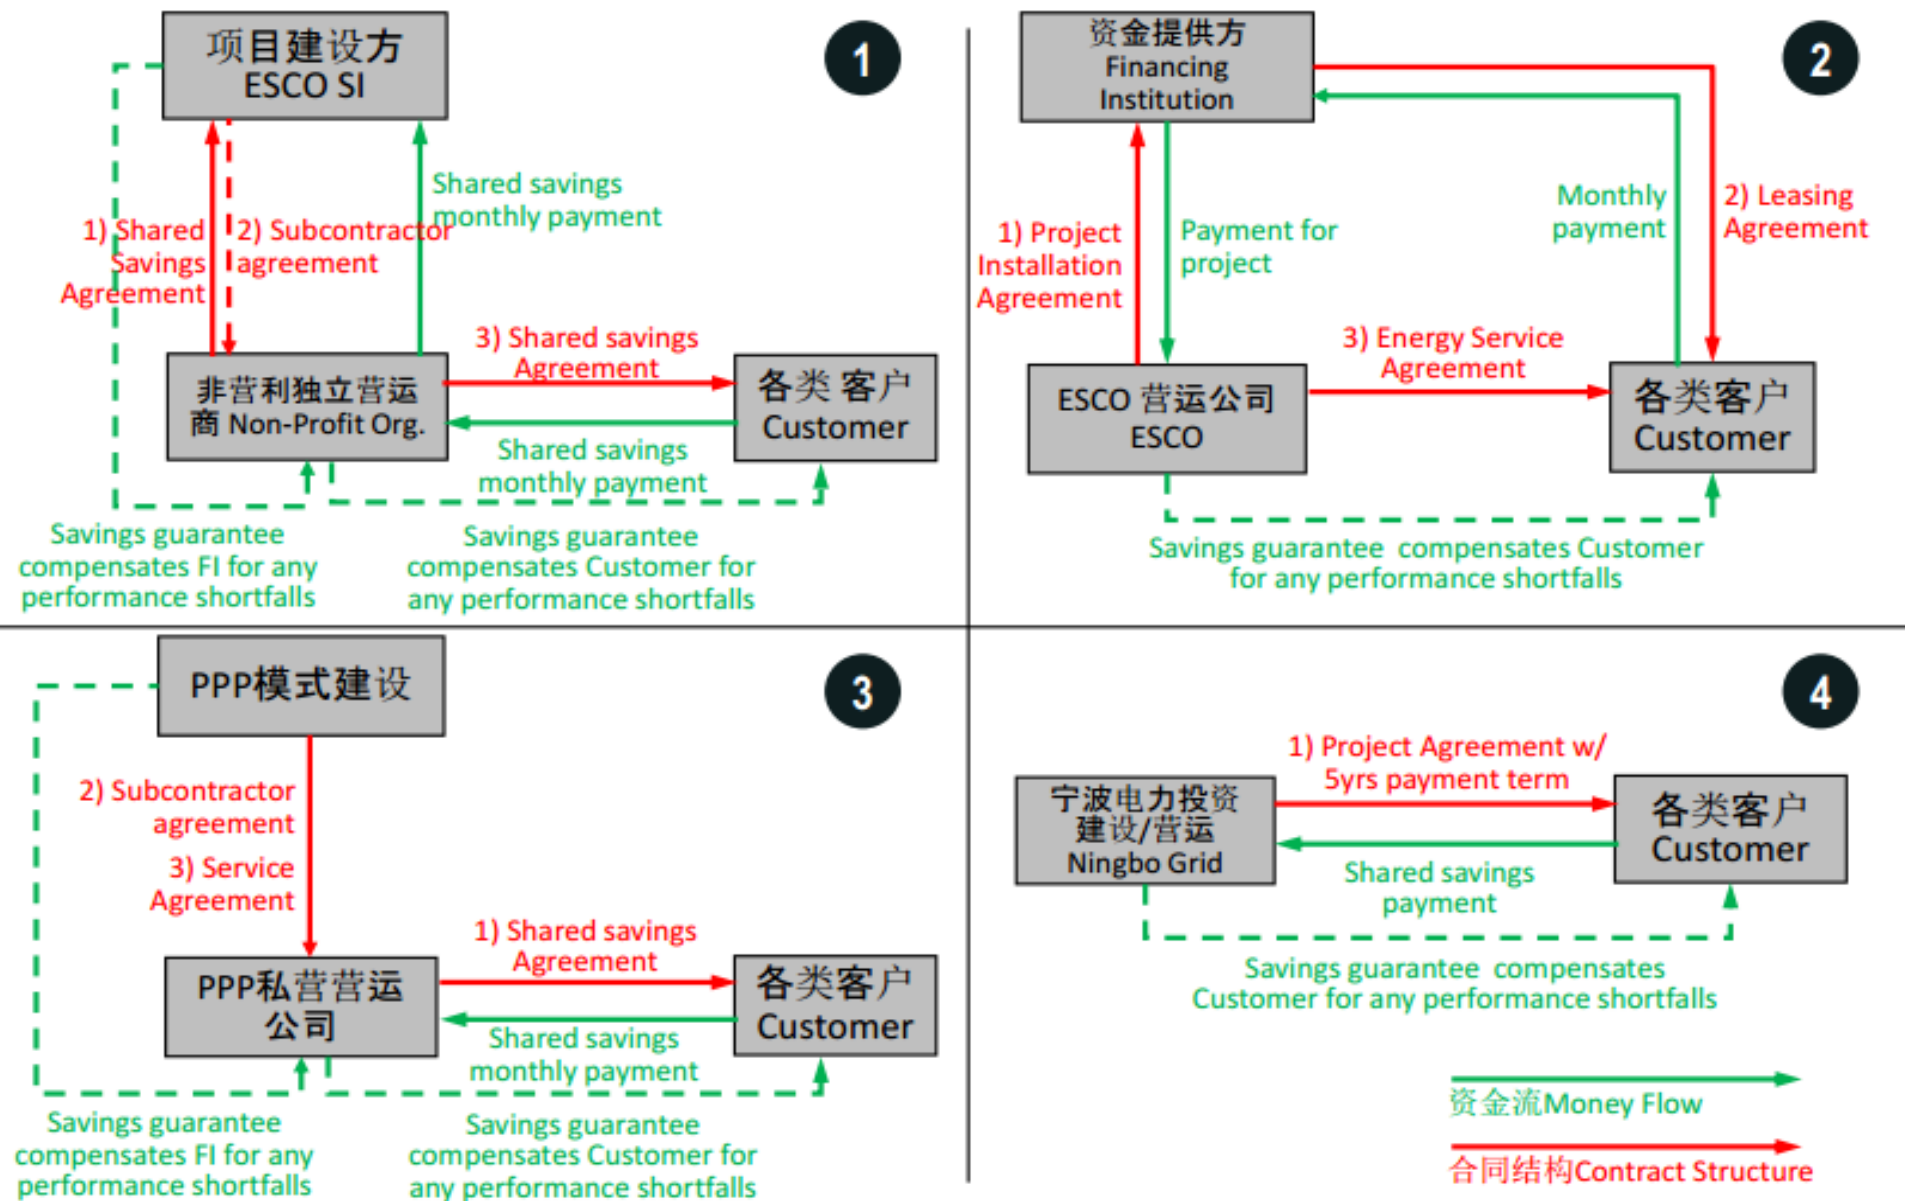 项目建设方
ESCO SI
1
Shared savings
monthly payment
1) Shared
Savings
Agreement
2) Subcontractor
agreement
非营利独立营运
商 Non-Profit Org.
3) Shared savings
Agreement
各类 客户
Customer
Shared savings
monthly payment
Savings guarantee
compensates FI for any
performance shortfalls
Savings guarantee
compensates Customer for
any performance shortfalls
资金提供方
Financing
Institution
2
1) Project
Installation
Agreement
Payment for
project
Monthly
payment
2) Leasing
Agreement
ESCO 营运公司
ESCO
3) Energy Service
Agreement
各类客户
Customer
Savings guarantee compensates Customer
for any performance shortfalls
PPP模式建设
3
2) Subcontractor
agreement
3) Service
Agreement
PPP私营营运
公司
1) Shared savings
Agreement
各类客户
Customer
Shared savings
monthly payment
Savings guarantee
compensates FI for any
performance shortfalls
Savings guarantee
compensates Customer for
any performance shortfalls
4
宁波电力投资
建设/营运
Ningbo Grid
1) Project Agreement w/
5yrs payment term
各类客户
Customer
Shared savings
payment
Savings guarantee compensates
Customer for any performance shortfalls
资金流Money Flow
合同结构Contract Structure